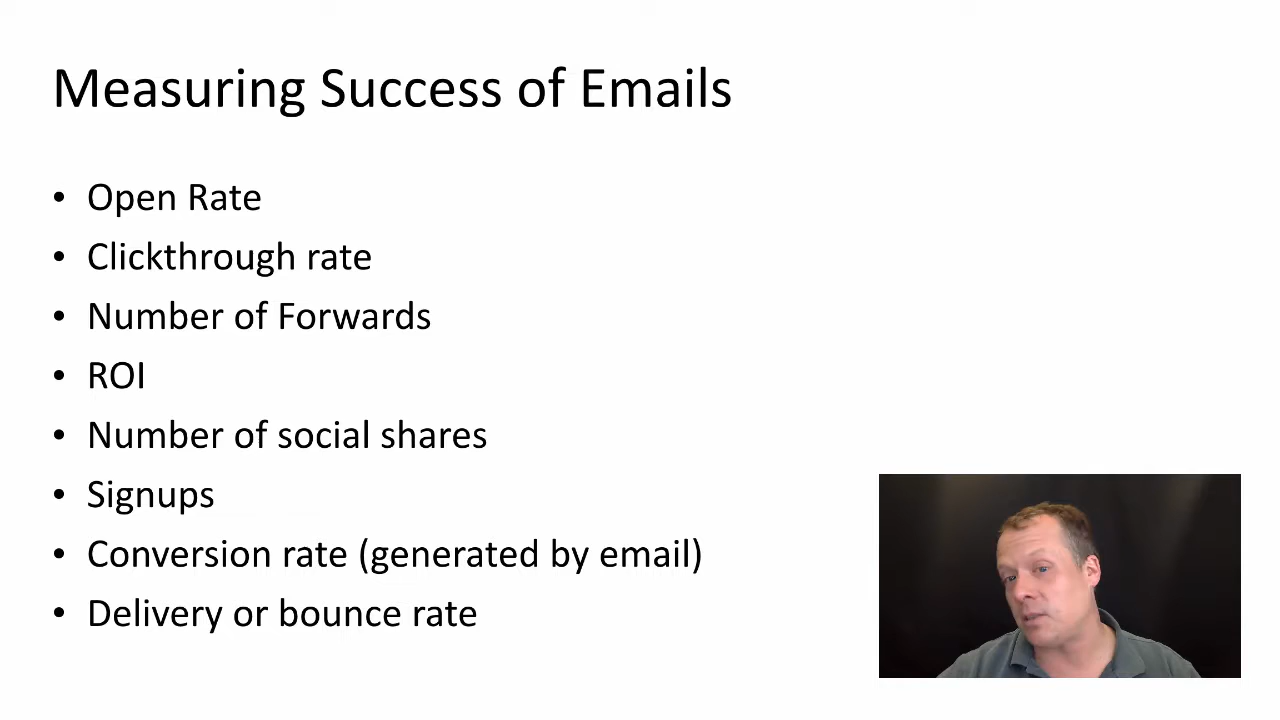 Measuring Success of Emails
• Open Rate
• Clickthrough rate
• Number of Forwards
• ROI
• Number of social shares
• Signups
• Conversion rate (generated by email)
• Delivery or bounce rate